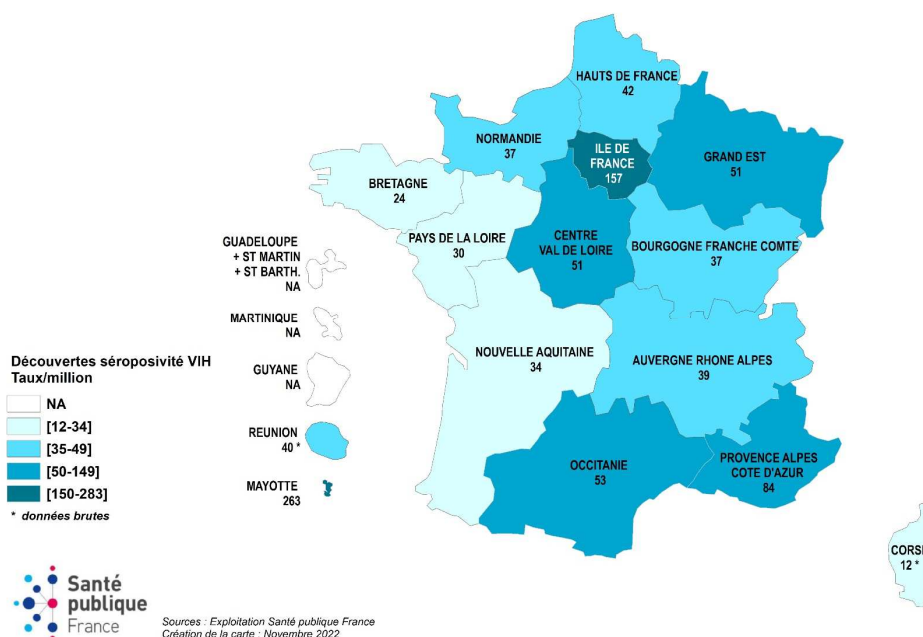 HAUTS DE FRANCE
42
NORMANDIE
37
ILE DE
FRANCE
157
GRAND EST
51
BRETAGNE
24
PAYS DE LA LOIRE
30
CENTRE
VAL DE LOIRE
51
BOURGOGNE FRANCHE COMTE
37
GUADELOUPE
+ ST MARTIN
+ ST BARTH.
NA
MARTINIQUE
NA
GUYANE
NA
REUNION
40 *
MAYOTTE
263
NOUVELLE AQUITAINE
34
AUVERGNE RHONE ALPES
39
OCCITANIE
53
PROVENCE ALPES
COTE D'AZUR
84
CORS
12 *
Découvertes séroposivité VIH
Taux/million
NA
[12-34]
[35-49]
[50-149]
[150-283]
* données brutes
Santé
publique
France
Sources : Exploitation Santé publique France
Création de la carte : Novembre 2022